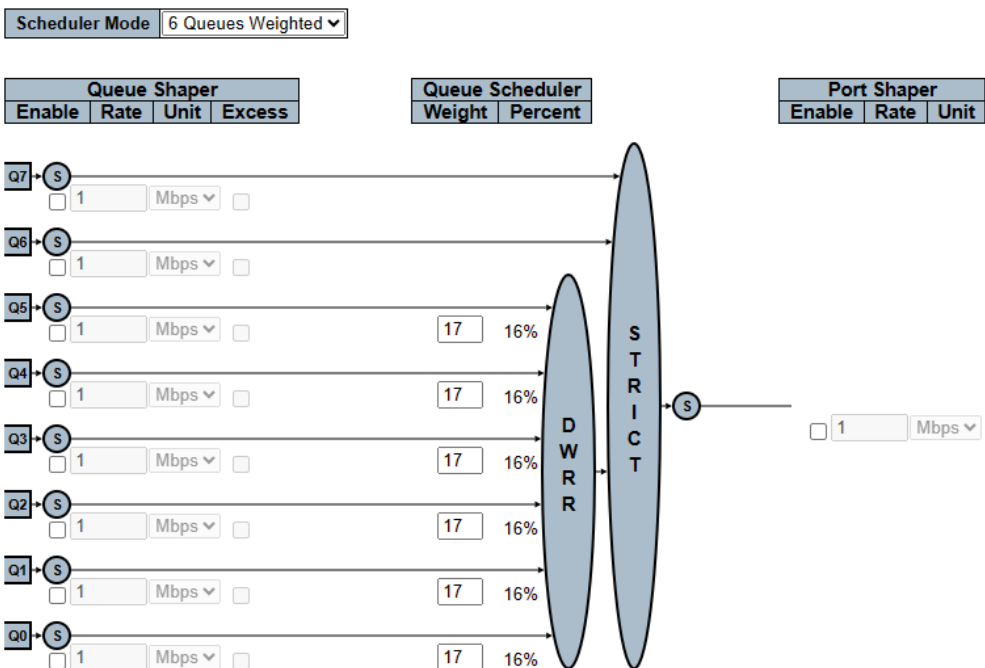 Scheduler Mode 6 Queues Weighted
Queue Shaper Queue Scheduler Port Shaper
Enable Rate Unit Excess Weight Percent Enable Rate Unit
Q7 S
1 Mbps
Q6 S
1 Mbps
Q5 S
1 Mbps 17 16%
Q4 S
1 Mbps 17 16%
Q3 S
1 Mbps 17 16%
Q2 S
1 Mbps 17 16%
Q1 S
1 Mbps 17 16%
Q0 S
1 Mbps 17 16%
DWRR
STRICT
S
1 Mbps